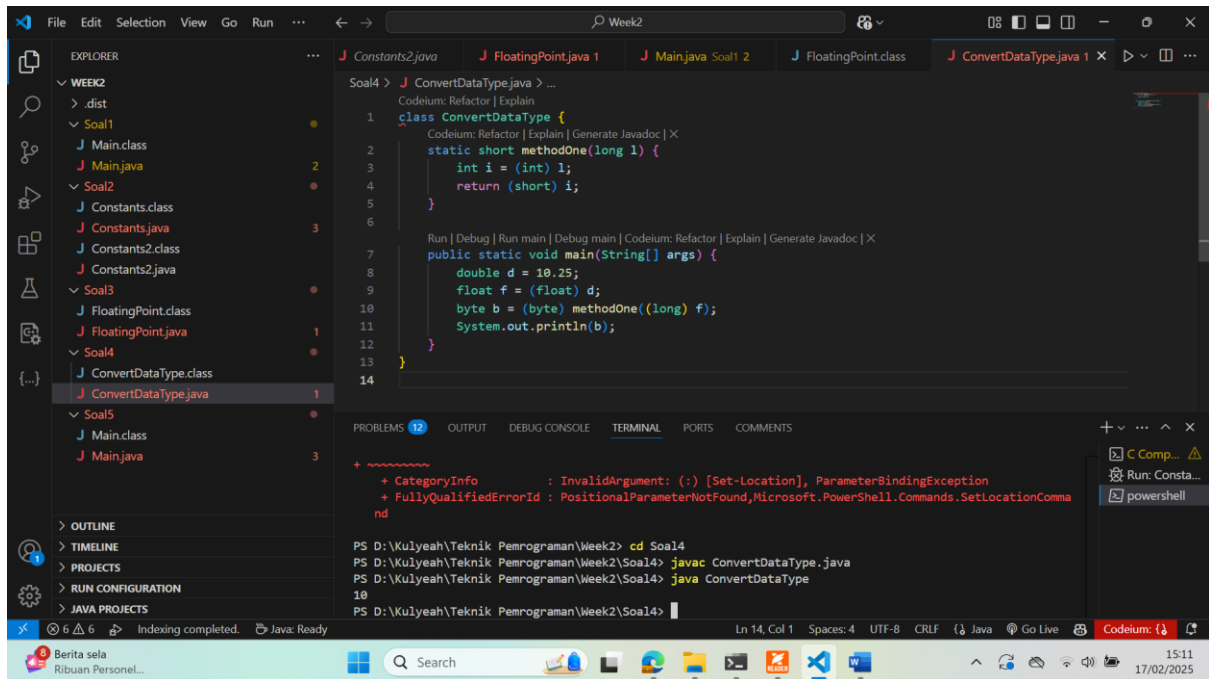 File Edit Selection View Go Run ··· Week2
EXPLORER ···
WEEK2
.dist
Soal1
J Main.class
J Main.java 2
Soal2
J Constants.class
J Constants.java 3
J Constants2.class
J Constants2.java
Soal3
J FloatingPoint.class
J FloatingPoint.java 1
Soal4
J ConvertDataType.class
J ConvertDataType.java 1
Soal5
J Main.class
J Main.java 3
OUTLINE
TIMELINE
PROJECTS
RUN CONFIGURATION
JAVA PROJECTS
J Constants2.java J FloatingPoint.java 1 J Main.java Soal1 2 J FloatingPoint.class J ConvertDataType.java 1
Soal4 > J ConvertDataType.java > ...
Codeium: Refactor | Explain
1 class ConvertDataType {
Codeium: Refactor | Explain | Generate Javadoc | ×
2 static short methodOne(long l) {
3 int i = (int) l;
4 return (short) i;
5 }
6
Run | Debug | Run main | Debug main | Codeium: Refactor | Explain | Generate Javadoc | ×
7 public static void main(String[] args) {
8 double d = 10.25;
9 float f = (float) d;
10 byte b = (byte) methodOne((long) f);
11 System.out.println(b);
12 }
13 }
14
PROBLEMS 12 OUTPUT DEBUG CONSOLE TERMINAL PORTS COMMENTS
+ ~~~~~~~~~
+ CategoryInfo : InvalidArgument: (:) [Set-Location], ParameterBindingException
+ FullyQualifiedErrorId : PositionalParameterNotFound,Microsoft.PowerShell.Commands.SetLocationComma
nd
PS D:\Kulyeah\Teknik Pemrograman\Week2> cd Soal4
PS D:\Kulyeah\Teknik Pemrograman\Week2\Soal4> javac ConvertDataType.java
PS D:\Kulyeah\Teknik Pemrograman\Week2\Soal4> java ConvertDataType
10
PS D:\Kulyeah\Teknik Pemrograman\Week2\Soal4>
C Comp...
Run: Consta...
powershell
1
6 6 Indexing completed. Java: Ready Ln 14, Col 1 Spaces: 4 UTF-8 CRLF {} Java Go Live Codeium: {}
8 Berita sela
Ribuan Personel...
Search
READER
15:11
17/02/2025